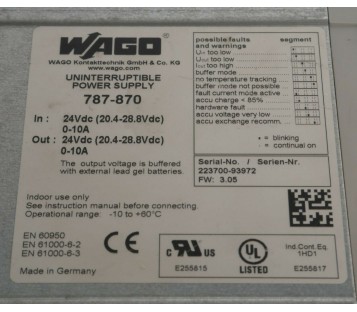 WAGO®
WAGO Kontakttechnik GmbH & Co. KG
www.wago.com
UNINTERRUPTIBLE
POWER SUPPLY
787-870
In : 24Vdc (20.4-28.8Vdc)
0-10A
Out : 24Vdc (20.4-28.8Vdc)
0-10A
The output voltage is buffered
with external lead gel batteries.
Indoor use only
See instruction manual before connecting.
Operational range: -10 to +60°C
EN 60950
EN 61000-6-2
EN 61000-6-3
Made in Germany
CE
possible faults
and warnings
segment
too low
too low
too high
buffer mode
no temperature tracking
buffer mode not possible
fault current mode active
accu charge < 85%
hardware fault
accu voltage very low
accu exchange recomm.
• = blinking
= continual on
Serial-No. / Serien-Nr.
223700-93972
FW: 3.05
c RU us
E255815
UL
LISTED
Ind.Cont.Eq.
1HD1
E255817